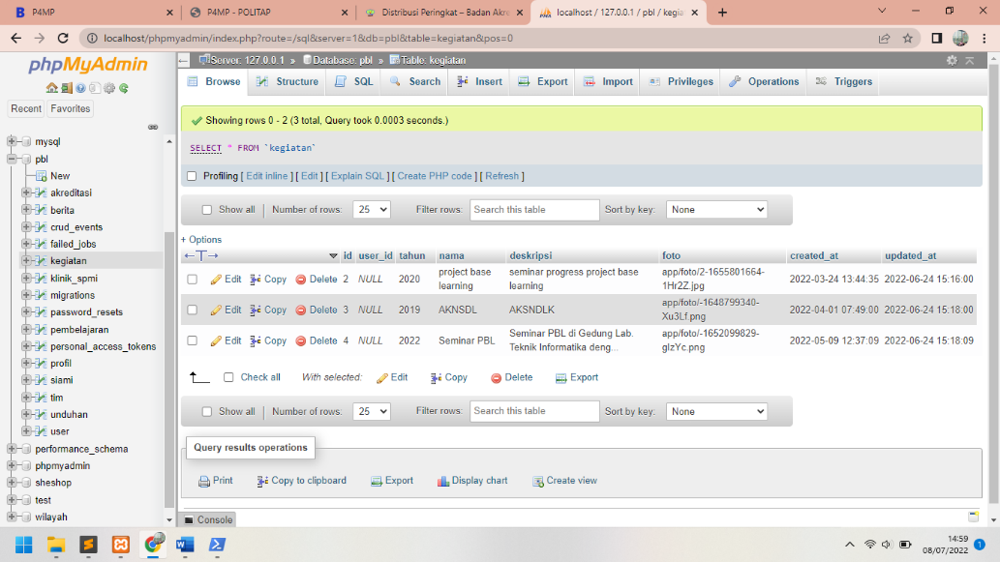 P4MP
P4MP - POLITAP
Distribusi Peringkat – Badan Akre
localhost / 127.0.0.1 / pbl / kegia
localhost/phpmyadmin/index.php?route=/sql&server=1&db=pbl&table=kegiatan&pos=0
phpMyAdmin
Recent Favorites
mysql
pbl
New
akreditasi
berita
crud_events
failed_jobs
kegiatan
klinik_spmi
migrations
password_resets
pembelajaran
personal_access_tokens
profil
siami
tim
unduhan
user
performance_schema
phpmyadmin
sheshop
test
wilayah
Server: 127.0.0.1 » Database: pbl » Table: kegiatan
Browse Structure SQL Search Insert Export Import Privileges Operations Triggers
Showing rows 0 - 2 (3 total, Query took 0.0003 seconds.)
SELECT * FROM `kegiatan`
Profiling [ Edit inline ] [ Edit ] [ Explain SQL ] [ Create PHP code ] [ Refresh ]
Show all Number of rows: 25 Filter rows: Search this table Sort by key: None
+ Options
←T→ id user_id tahun nama deskripsi foto created_at updated_at
Edit Copy Delete 2 NULL 2020 project base learning seminar progress project base learning app/foto/2-1655801664-1Hr2Z.jpg 2022-03-24 13:44:35 2022-06-24 15:16:00
Edit Copy Delete 3 NULL 2019 AKNSDL AKSNDLK app/foto/-1648799340-Xu3Lf.png 2022-04-01 07:49:00 2022-06-24 15:18:00
Edit Copy Delete 4 NULL 2022 Seminar PBL Seminar PBL di Gedung Lab. Teknik Informatika deng... app/foto/-1652099829-glzYc.png 2022-05-09 12:37:09 2022-06-24 15:18:09
Check all With selected: Edit Copy Delete Export
Show all Number of rows: 25 Filter rows: Search this table Sort by key: None
Query results operations
Print Copy to clipboard Export Display chart Create view
Console
14:59
08/07/2022
1